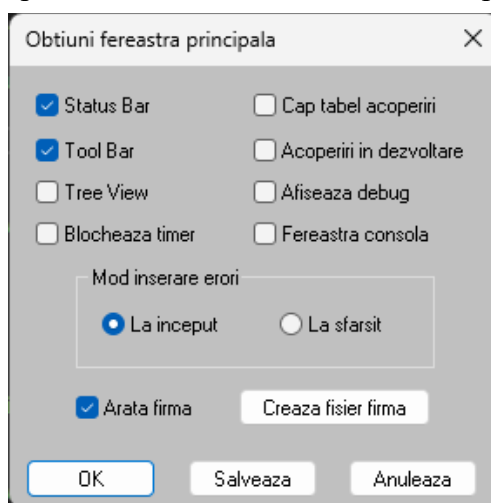 Obtiuni fereastra principala
Status Bar Cap tabel acoperiri
Tool Bar Acoperiri in dezvoltare
Tree View Afiseaza debug
Blocheaza timer Fereastra consola
Mod inserare erori
La inceput La sfarsit
Arata firma Creaza fisier firma
OK Salveaza Anuleaza